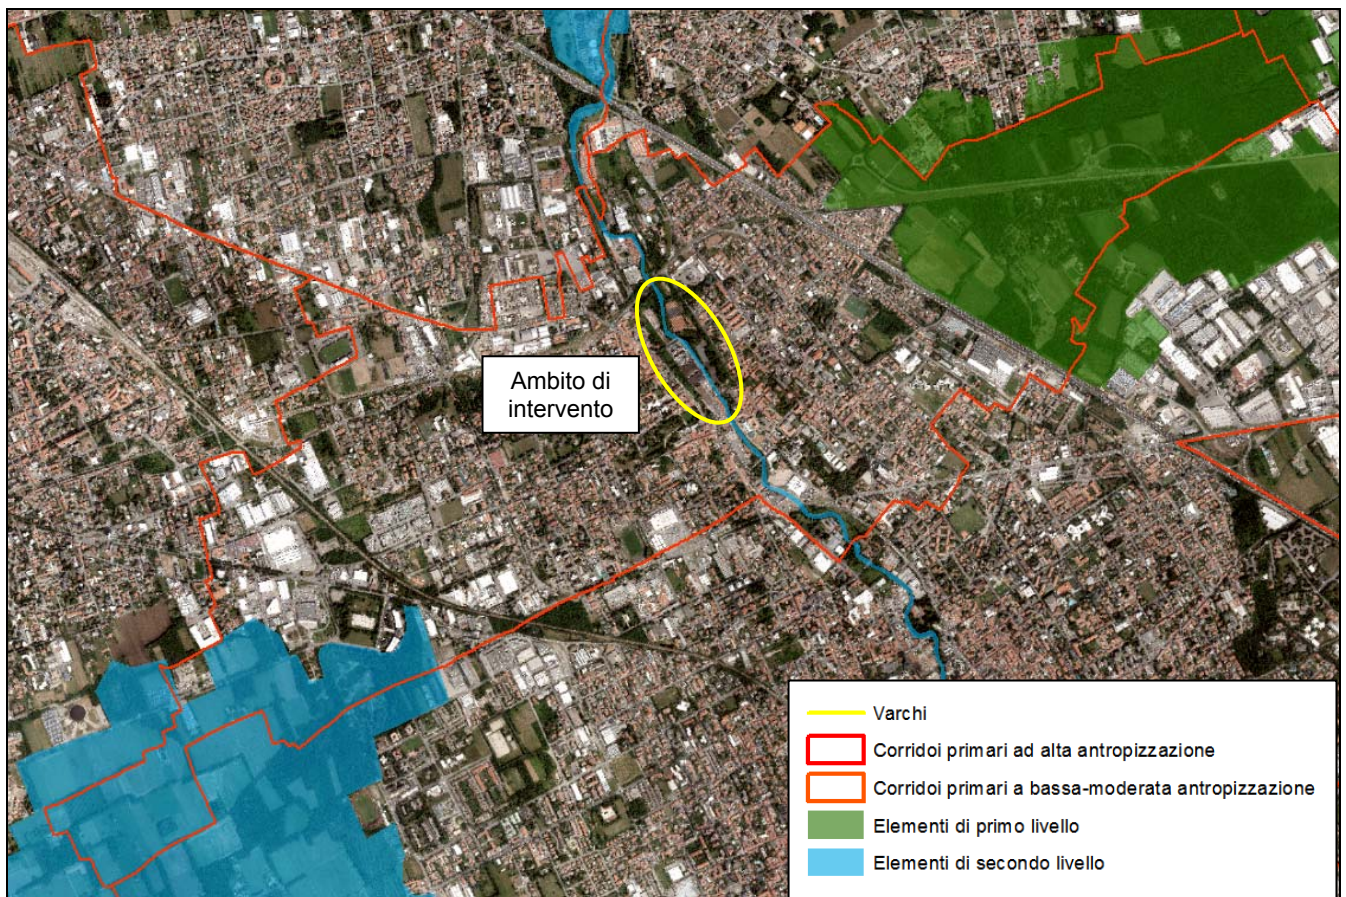 Ambito di
intervento
Varchi
Corridoi primari ad alta antropizzazione
Corridoi primari a bassa-moderata antropizzazione
Elementi di primo livello
Elementi di secondo livello